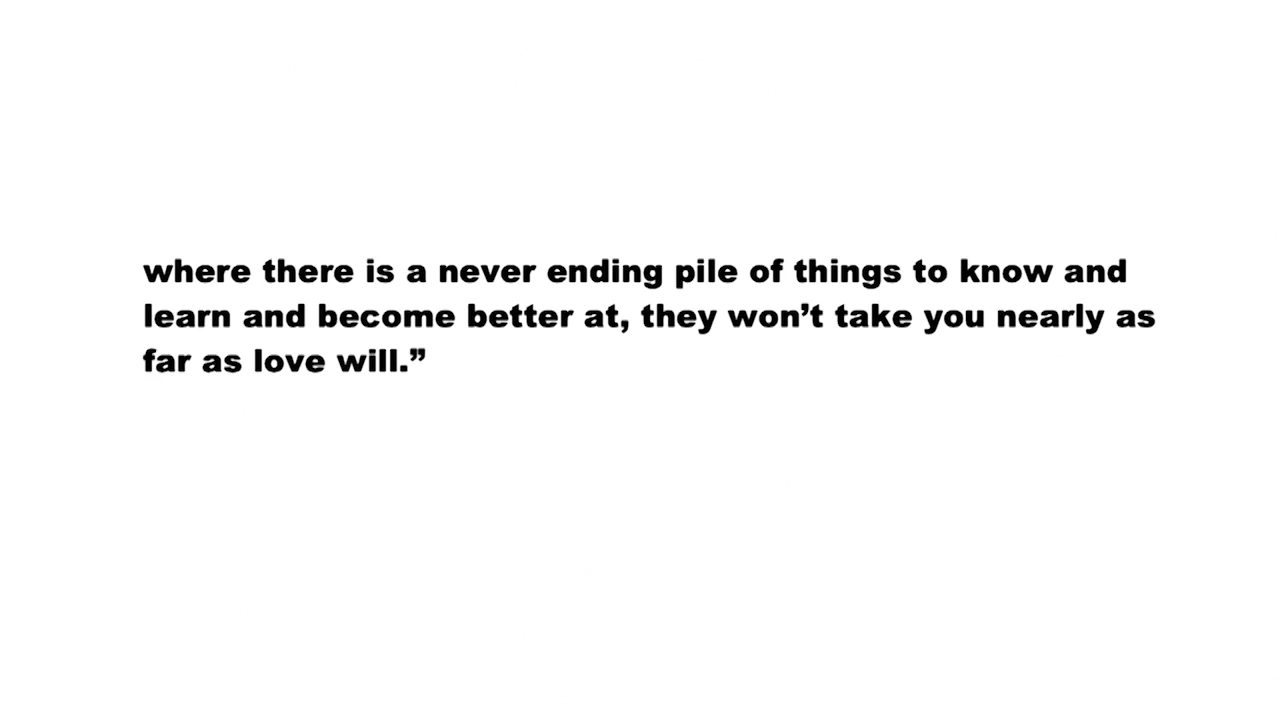 where there is a never ending pile of things to know and
learn and become better at, they won’t take you nearly as
far as love will.”